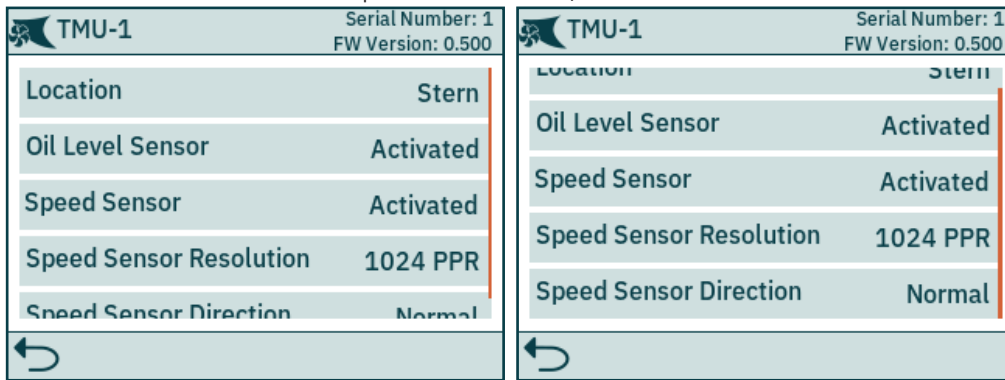 TMU-1
Serial Number: 1
FW Version: 0.500
Location Stern
Oil Level Sensor Activated
Speed Sensor Activated
Speed Sensor Resolution 1024 PPR
Speed Sensor Direction Normal
TMU-1
Serial Number: 1
FW Version: 0.500
Location Stern
Oil Level Sensor Activated
Speed Sensor Activated
Speed Sensor Resolution 1024 PPR
Speed Sensor Direction Normal